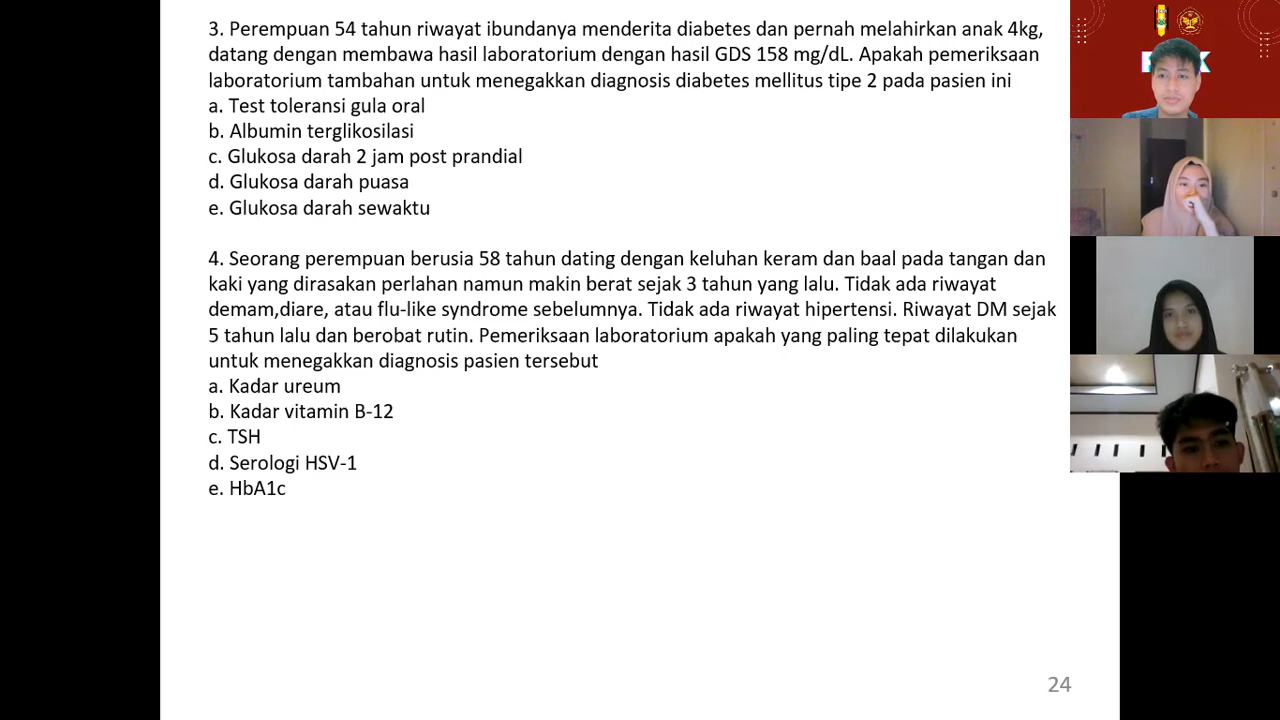 3. Perempuan 54 tahun riwayat ibundanya menderita diabetes dan pernah melahirkan anak 4kg,
datang dengan membawa hasil laboratorium dengan hasil GDS 158 mg/dL. Apakah pemeriksaan
laboratorium tambahan untuk menegakkan diagnosis diabetes mellitus tipe 2 pada pasien ini
a. Test toleransi gula oral
b. Albumin terglikosilasi
c. Glukosa darah 2 jam post prandial
d. Glukosa darah puasa
e. Glukosa darah sewaktu
4. Seorang perempuan berusia 58 tahun dating dengan keluhan keram dan baal pada tangan dan
kaki yang dirasakan perlahan namun makin berat sejak 3 tahun yang lalu. Tidak ada riwayat
demam,diare, atau flu-like syndrome sebelumnya. Tidak ada riwayat hipertensi. Riwayat DM sejak
5 tahun lalu dan berobat rutin. Pemeriksaan laboratorium apakah yang paling tepat dilakukan
untuk menegakkan diagnosis pasien tersebut
a. Kadar ureum
b. Kadar vitamin B-12
c. TSH
d. Serologi HSV-1
e. HbA1c
24